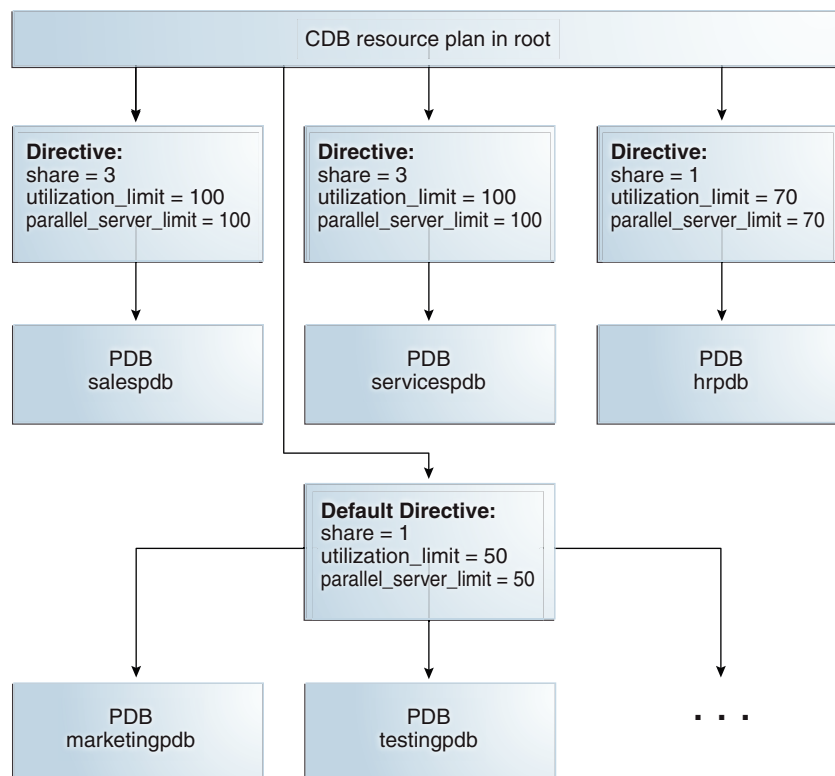 CDB resource plan in root
Directive:
share = 3
utilization_limit = 100
parallel_server_limit = 100
Directive:
share = 3
utilization_limit = 100
parallel_server_limit = 100
Directive:
share = 1
utilization_limit = 70
parallel_server_limit = 70
PDB
salespdb
PDB
servicespdb
PDB
hrpdb
Default Directive:
share = 1
utilization_limit = 50
parallel_server_limit = 50
PDB
marketingpdb
PDB
testingpdb
. . .